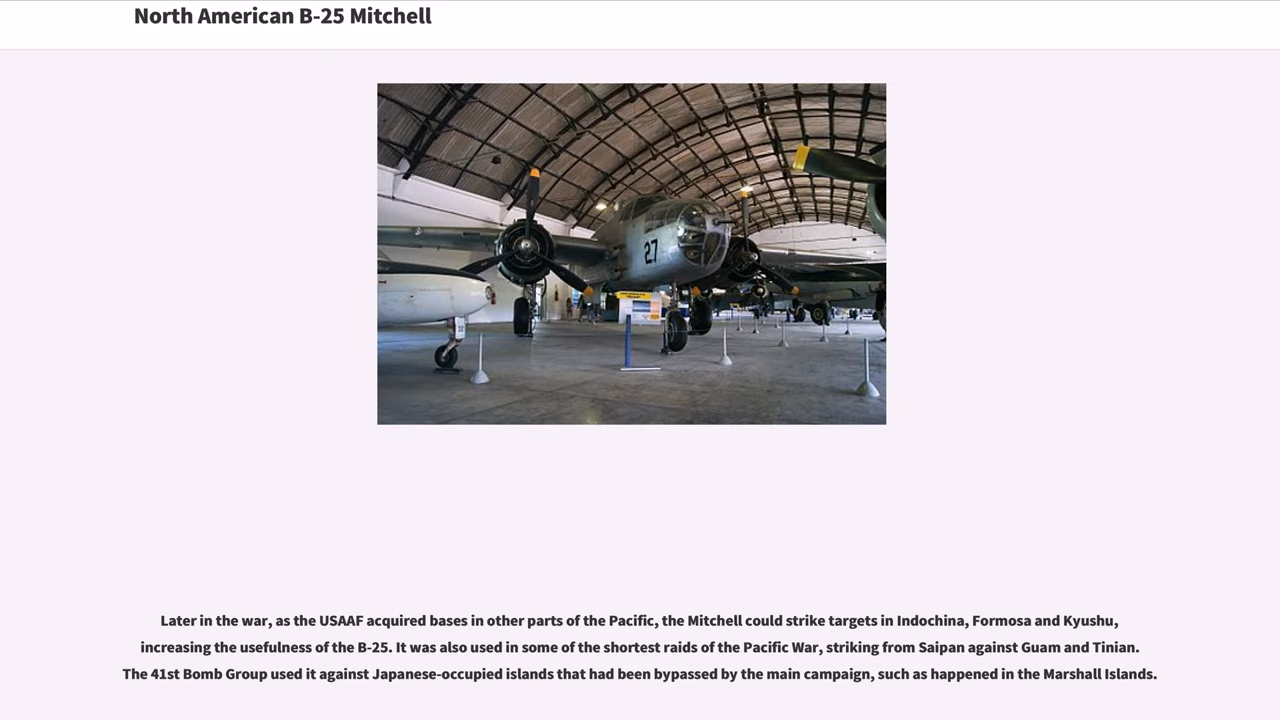 North American B-25 Mitchell
27
Later in the war, as the USAAF acquired bases in other parts of the Pacific, the Mitchell could strike targets in Indochina, Formosa and Kyushu,
increasing the usefulness of the B-25. It was also used in some of the shortest raids of the Pacific War, striking from Saipan against Guam and Tinian.
The 41st Bomb Group used it against Japanese-occupied islands that had been bypassed by the main campaign, such as happened in the Marshall Islands.